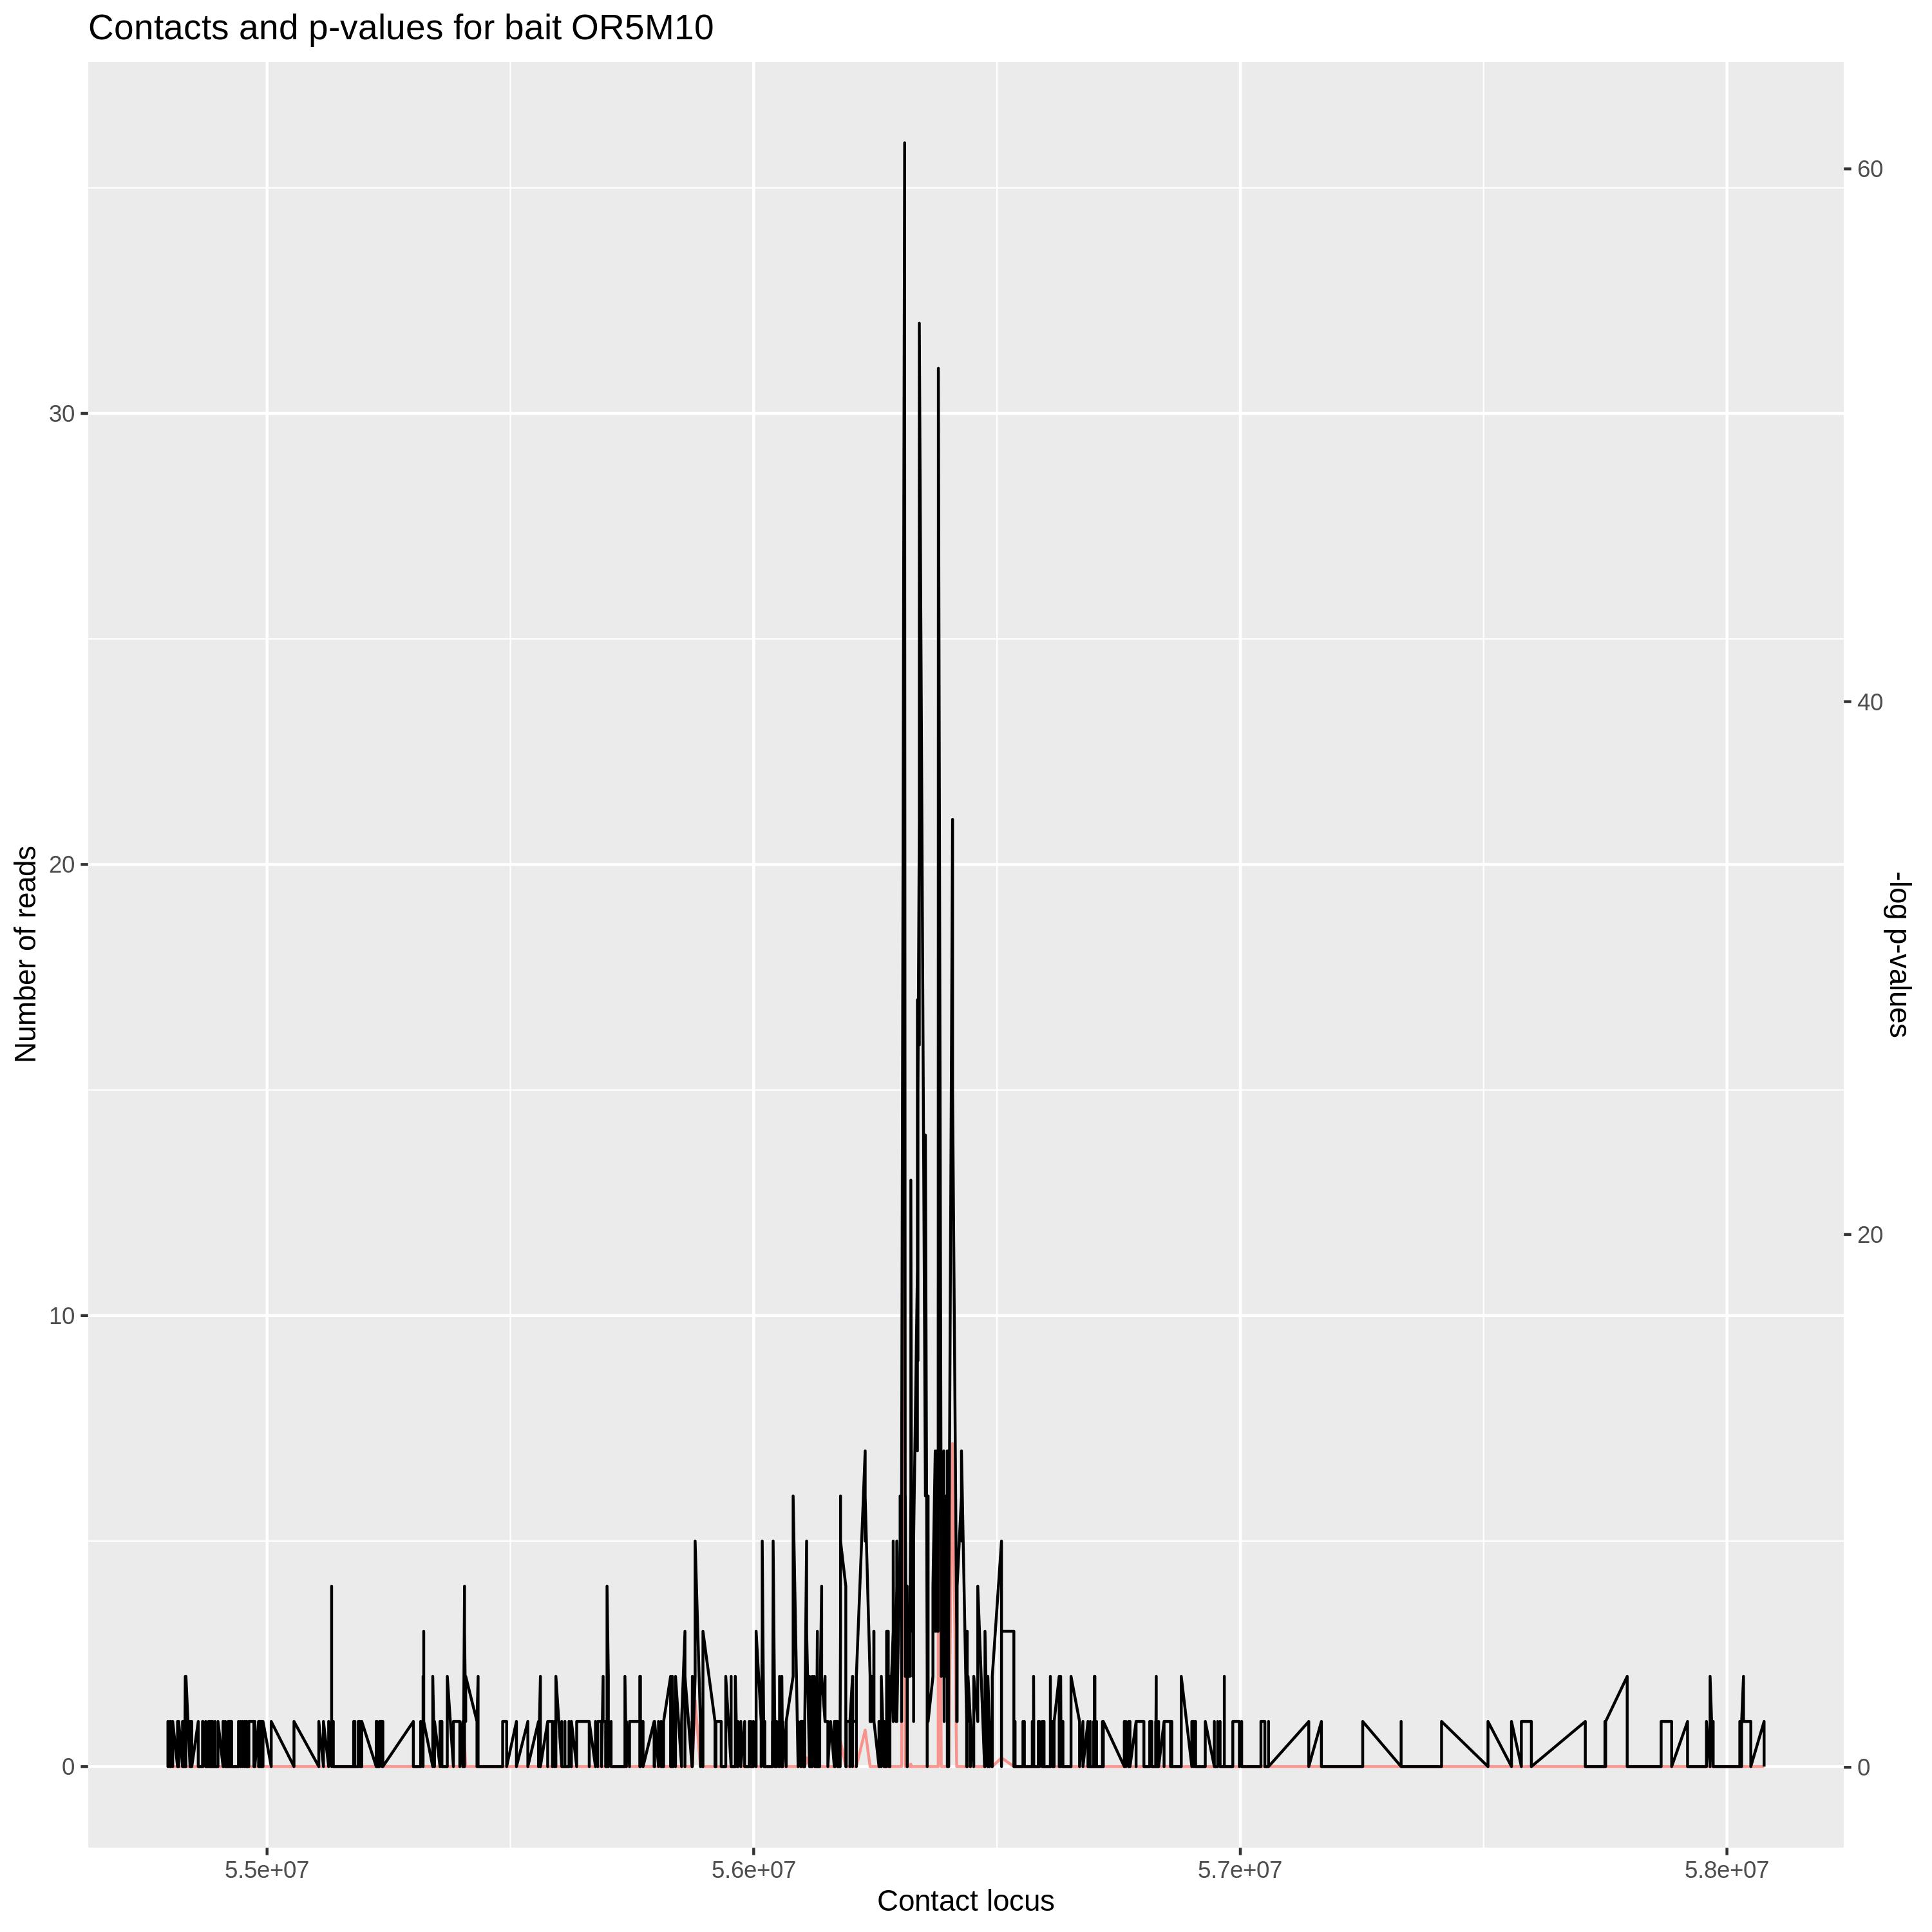 Contacts and p-values for bait OR5M10
30
20
10
0
Number of reads
60
40
20
0
-log p-values
5.5e+07
5.6e+07
5.7e+07
5.8e+07
Contact locus